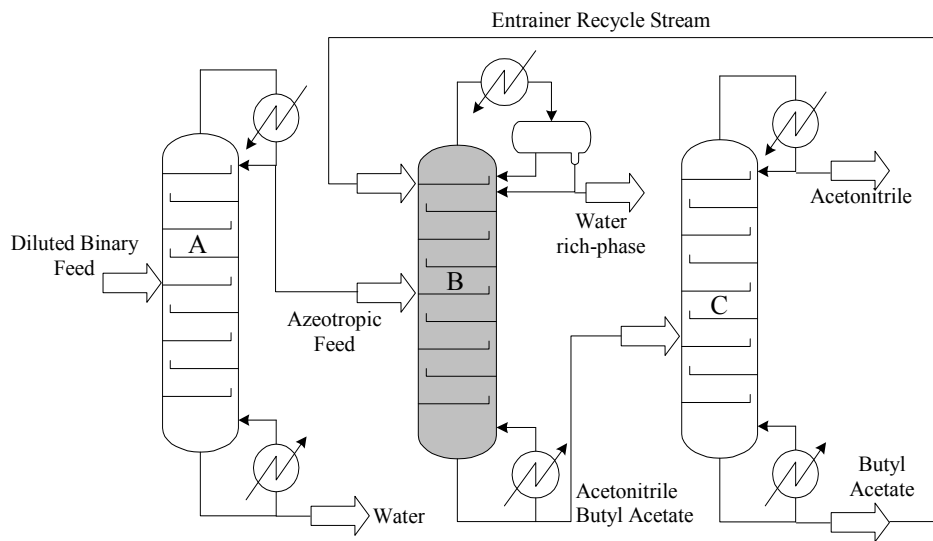 Entrainer Recycle Stream
Diluted Binary
Feed
A
Azeotropic
Feed
Water
B
Water
rich-phase
Acetonitrile
Butyl Acetate
C
Acetonitrile
Butyl
Acetate